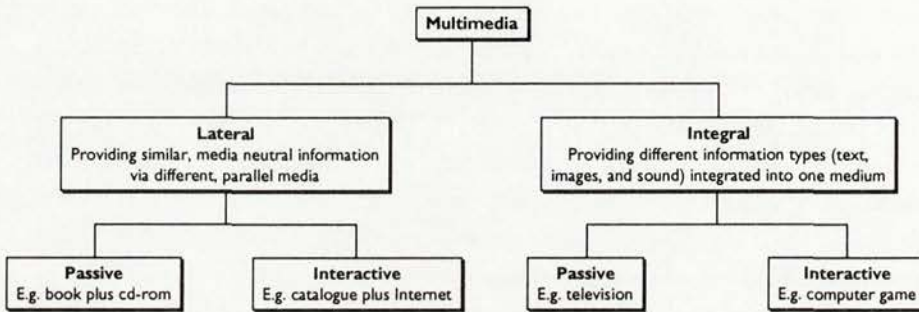 Multimedia
Lateral
Providing similar, media neutral information
via different, parallel media
Integral
Providing different information types (text,
images, and sound) integrated into one medium
Passive
E.g. book plus cd-rom
Interactive
E.g. catalogue plus Internet
Passive
E.g. television
Interactive
E.g. computer game